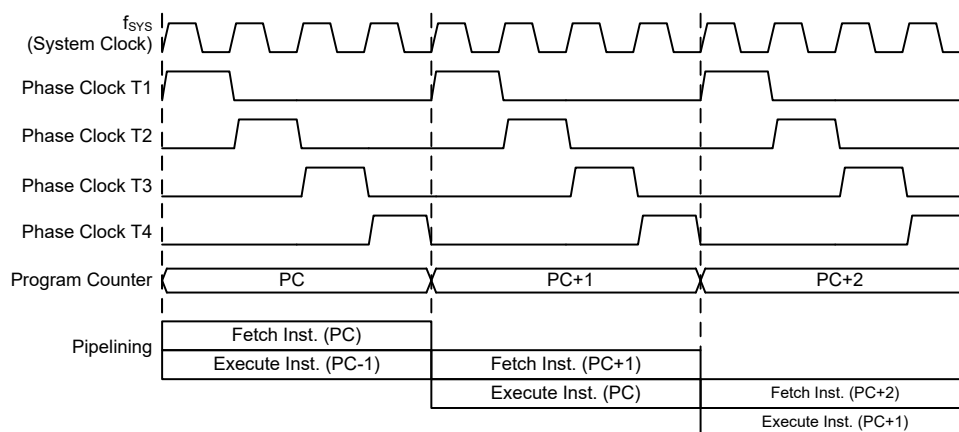 fSYS
(System Clock)
Phase Clock T1
Phase Clock T2
Phase Clock T3
Phase Clock T4
Program Counter PC PC+1 PC+2
Pipelining
Fetch Inst. (PC)
Execute Inst. (PC-1) Fetch Inst. (PC+1)
Execute Inst. (PC) Fetch Inst. (PC+2)
Execute Inst. (PC+1)